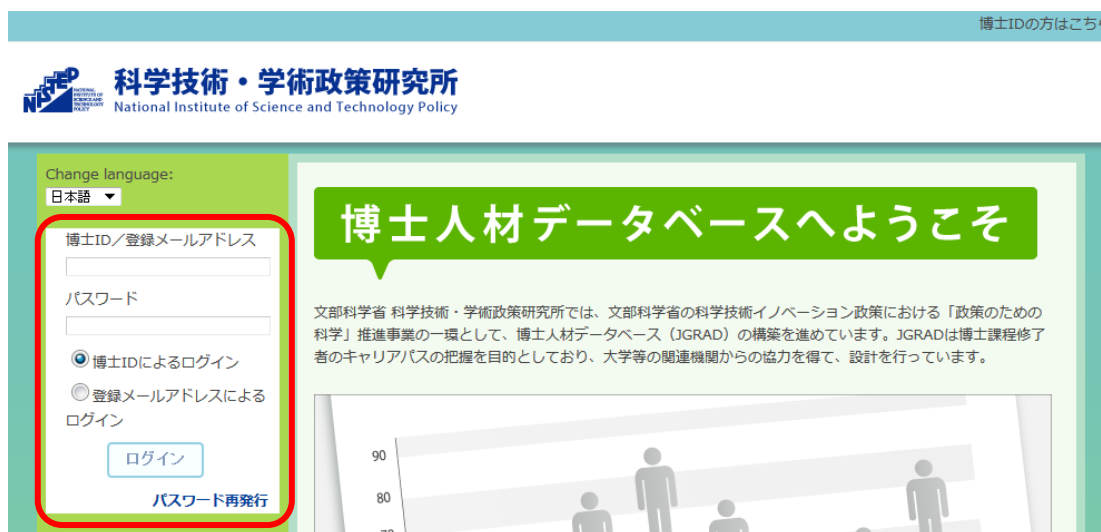 博士IDの方はこちら
NISTEP
NATIONAL
INSTITUTE OF
SCIENCE AND
TECHNOLOGY
POLICY
科学技術・学術政策研究所
National Institute of Science and Technology Policy
Change language:
日本語 ▼
博士ID／登録メールアドレス
パスワード
博士IDによるログイン
登録メールアドレスによる
ログイン
ログイン
パスワード再発行
博士人材データベースへようこそ
文部科学省 科学技術・学術政策研究所では、文部科学省の科学技術イノベーション政策における「政策のための
科学」推進事業の一環として、博士人材データベース（JGRAD）の構築を進めています。JGRADは博士課程修了
者のキャリアパスの把握を目的としており、大学等の関連機関からの協力を得て、設計を行っています。
90
80